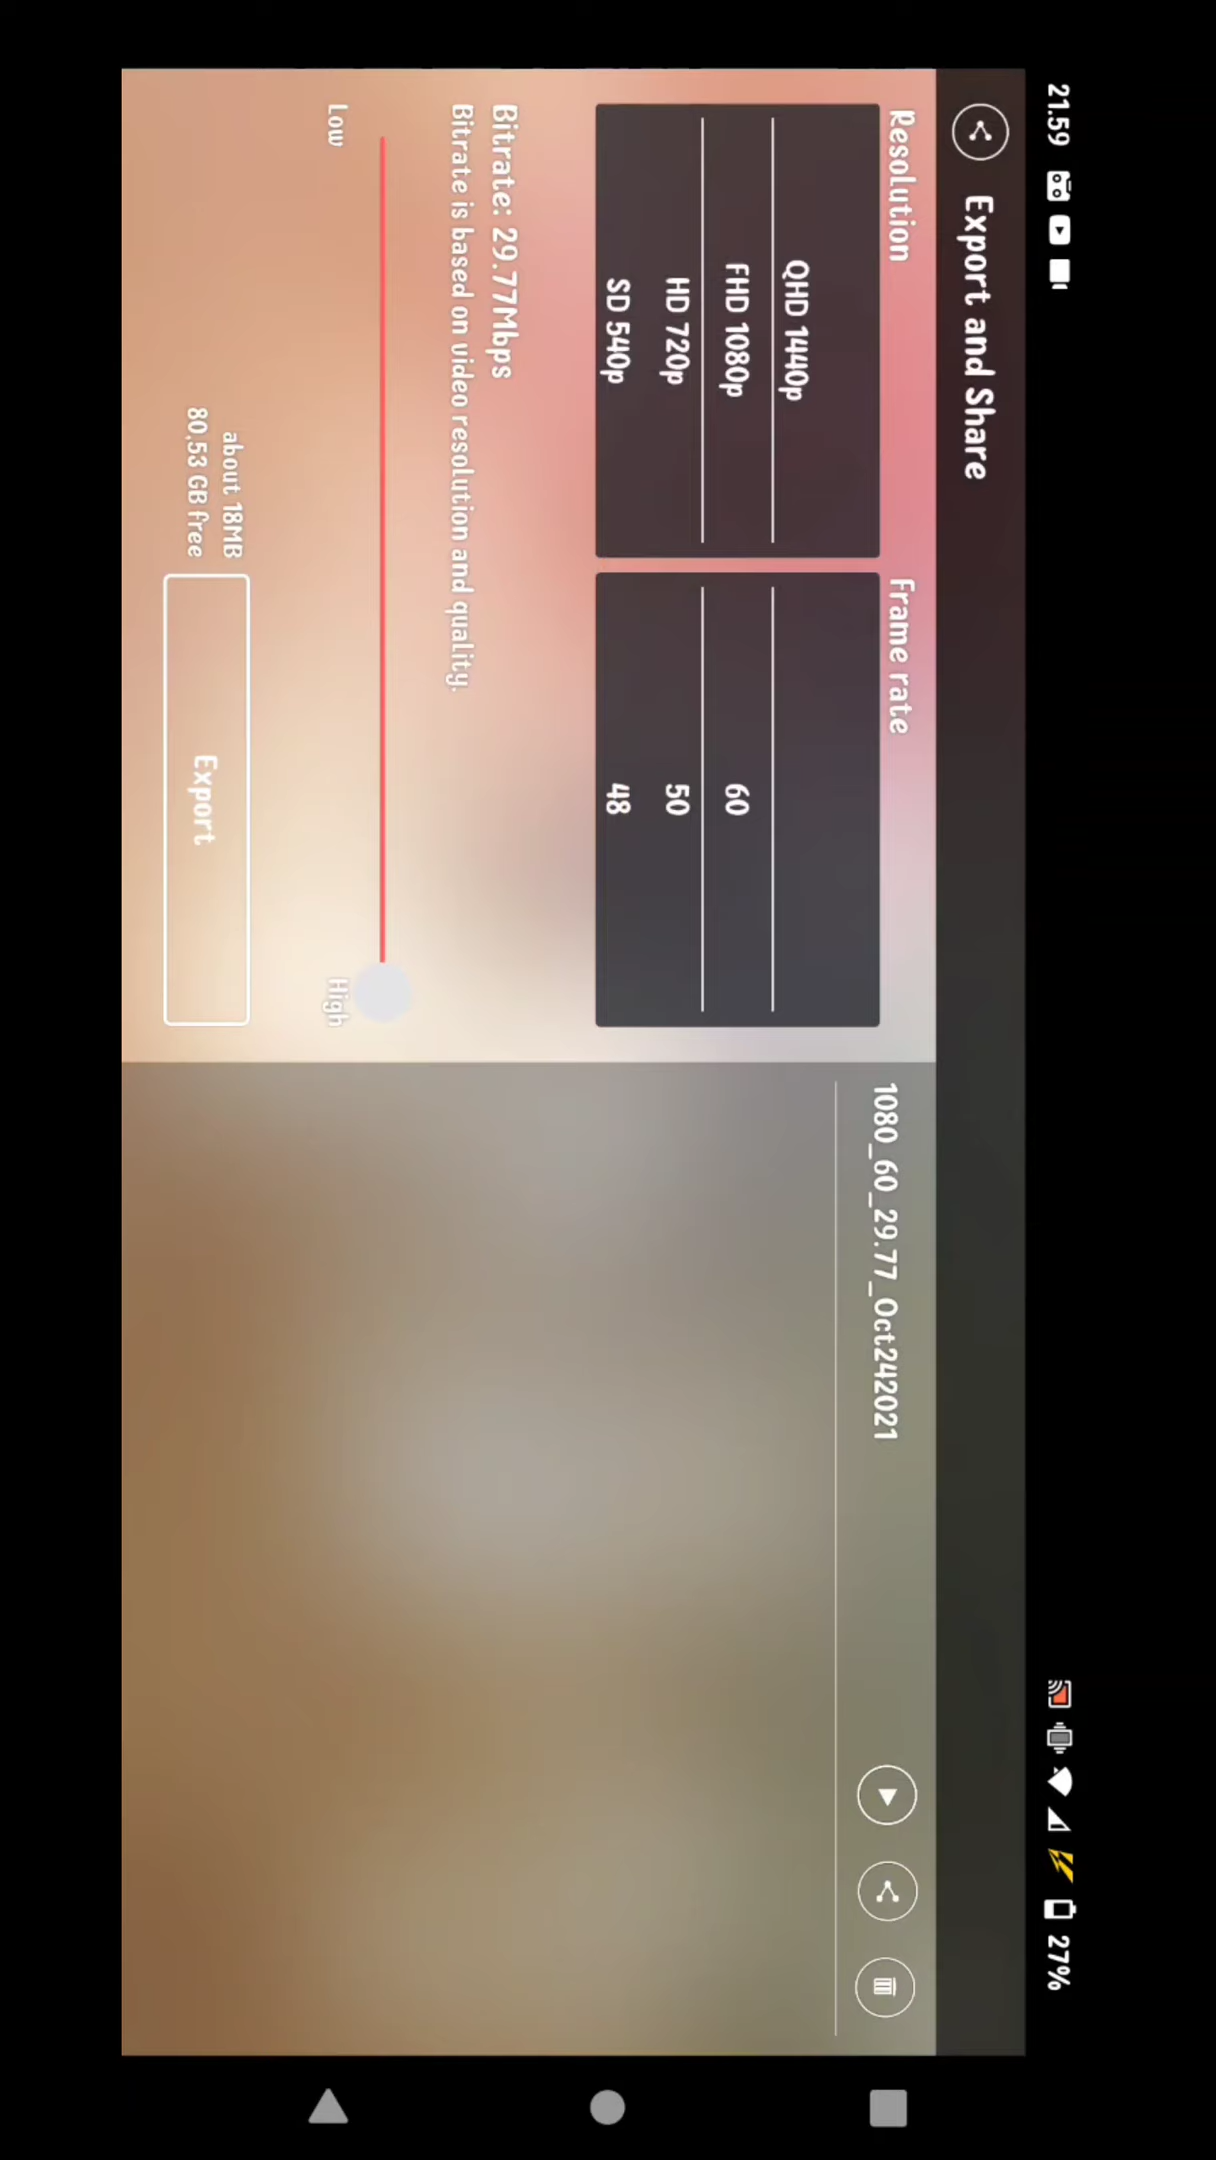 21.59
27%
Export and Share
Resolution
QHD 1440p
FHD 1080p
HD 720p
SD 540p
Frame rate
60
50
48
Bitrate: 29.77Mbps
Bitrate is based on video resolution and quality.
Low
High
about 18MB
80,53 GB free
Export
1080_60_29.77_Oct242021